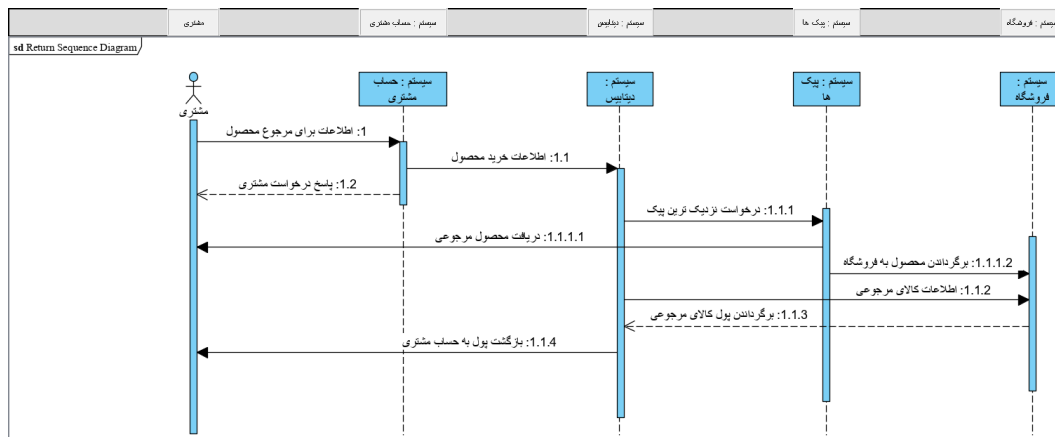 مشتری
سیستم : حساب مشتری
سیستم : دیتابیس
سیستم : پیک ها
سیستم : فروشگاه
sd Return Sequence Diagram
مشتری
سیستم : حساب
مشتری
سیستم :
دیتابیس
سیستم : پیک
ها
سیستم :
فروشگاه
1: اطلاعات برای مرجوع محصول
1.1: اطلاعات خرید محصول
1.2: پاسخ درخواست مشتری
1.1.1: درخواست نزدیک ترین پیک
1.1.1.1: دریافت محصول مرجوعی
1.1.1.2: برگرداندن محصول به فروشگاه
1.1.2: اطلاعات کالای مرجوعی
1.1.3: برگرداندن پول کالای مرجوعی
1.1.4: بازگشت پول به حساب مشتری